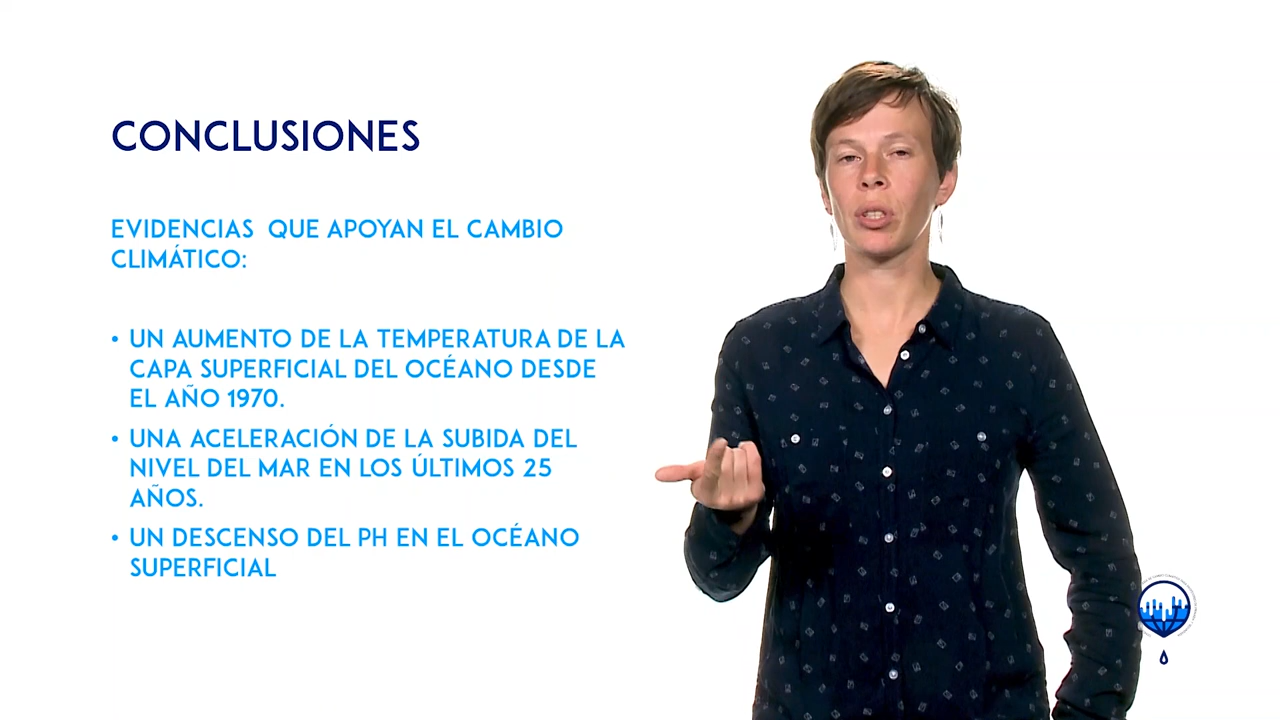 CONCLUSIONES
EVIDENCIAS QUE APOYAN EL CAMBIO
CLIMÁTICO:
• UN AUMENTO DE LA TEMPERATURA DE LA
CAPA SUPERFICIAL DEL OCÉANO DESDE
EL AÑO 1970.
• UNA ACELERACIÓN DE LA SUBIDA DEL
NIVEL DEL MAR EN LOS ÚLTIMOS 25
AÑOS.
• UN DESCENSO DEL PH EN EL OCÉANO
SUPERFICIAL